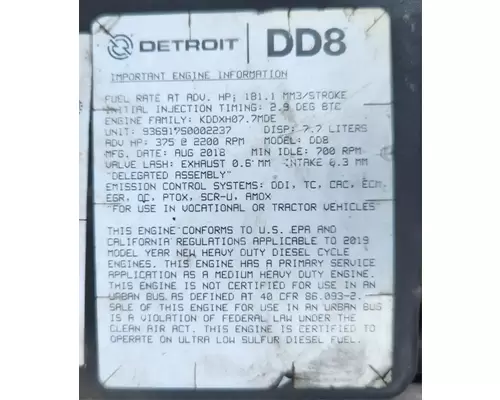 DETROIT DD8
IMPORTANT ENGINE INFORMATION
FUEL RATE AT ADV. HP: 181.1 MM3/STROKE
INITIAL INJECTION TIMING: 2.9 DEG BTC
ENGINE FAMILY: KDDXH07.7MDE
UNIT: 936917S0002237 DISP: 7.7 LITERS
ADV HP: 375 @ 2200 RPM MODEL: DD8
MFG. DATE: AUG 2018 MIN IDLE: 700 RPM
VALVE LASH: EXHAUST 0.6 MM INTAKE 0.3 MM
"DELEGATED ASSEMBLY"
EMISSION CONTROL SYSTEMS: DDI, TC, CAC, ECM
EGR, OC, PTOX, SCR-U, AMOX
"FOR USE IN VOCATIONAL OR TRACTOR VEHICLES"
THIS ENGINE CONFORMS TO U.S. EPA AND
CALIFORNIA REGULATIONS APPLICABLE TO 2019
MODEL YEAR NEW HEAVY DUTY DIESEL CYCLE
ENGINES. THIS ENGINE HAS A PRIMARY SERVICE
APPLICATION AS A MEDIUM HEAVY DUTY ENGINE.
THIS ENGINE IS NOT CERTIFIED FOR USE IN AN
URBAN BUS AS DEFINED AT 40 CFR 86.093-2.
SALE OF THIS ENGINE FOR USE IN AN URBAN BUS
IS A VIOLATION OF FEDERAL LAW UNDER THE
CLEAN AIR ACT. THIS ENGINE IS CERTIFIED TO
OPERATE ON ULTRA LOW SULFUR DIESEL FUEL.